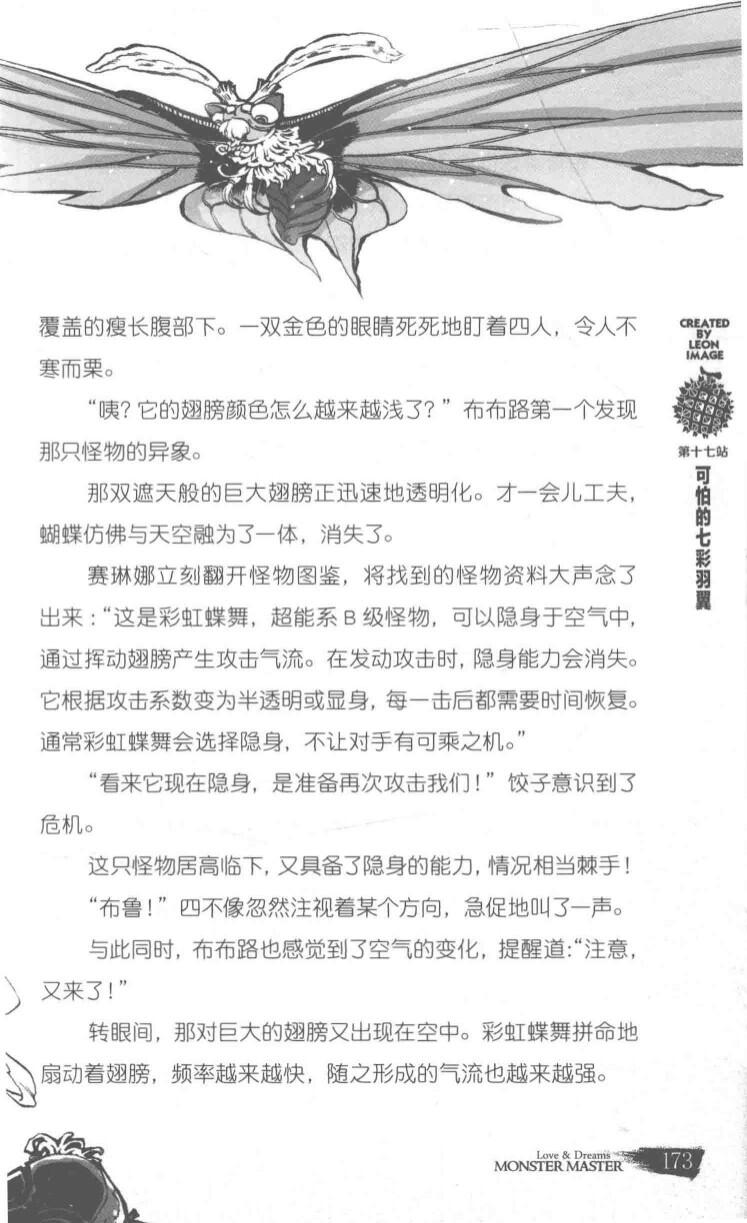 覆盖的瘦长腹部下。一双金色的眼睛死死地盯着四人，令人不
寒而栗。
“咦？它的翅膀颜色怎么越来越浅了？”布布路第一个发现
那只怪物的异象。
那双遮天般的巨大翅膀正迅速地透明化。才一会儿工夫，
蝴蝶仿佛与天空融为了一体，消失了。
赛琳娜立刻翻开怪物图鉴，将找到的怪物资料大声念了
出来：“这是彩虹蝶舞，超能系 B 级怪物，可以隐身于空气中，
通过挥动翅膀产生攻击气流。在发动攻击时，隐身能力会消失。
它根据攻击系数变为半透明或显身，每一击后都需要时间恢复。
通常彩虹蝶舞会选择隐身，不让对手有可乘之机。”
“看来它现在隐身，是准备再次攻击我们！”饺子意识到了
危机。
这只怪物居高临下，又具备了隐身的能力，情况相当棘手！
“布鲁！”四不像忽然注视着某个方向，急促地叫了一声。
与此同时，布布路也感觉到了空气的变化，提醒道：“注意，
又来了！”
转眼间，那对巨大的翅膀又出现在空中。彩虹蝶舞拼命地
扇动着翅膀，频率越来越快，随之形成的气流也越来越强。
CREATED
BY
LEON
IMAGE
第十七站
可怕的七彩羽翼
Love & Dreams
MONSTER MASTER
173